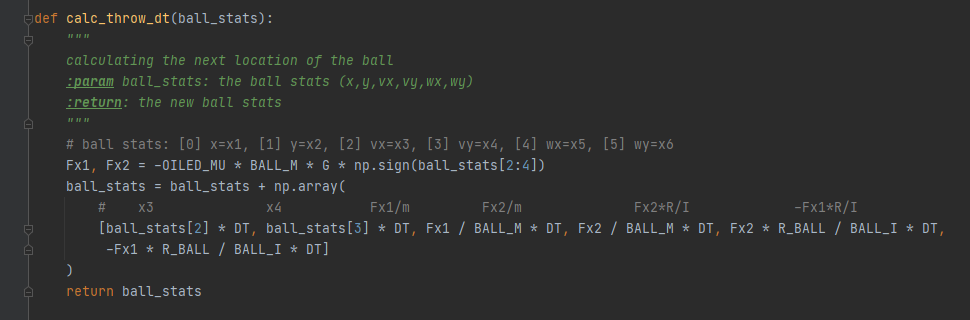 def calc_throw_dt(ball_stats):
    """
    calculating the next location of the ball
    :param ball_stats: the ball stats (x,y,vx,vy,wx,wy)
    :return: the new ball stats
    """
    # ball stats: [0] x=x1, [1] y=x2, [2] vx=x3, [3] vy=x4, [4] wx=x5, [5] wy=x6
    Fx1, Fx2 = -OILED_MU * BALL_M * G * np.sign(ball_stats[2:4])
    ball_stats = ball_stats + np.array(
        #    x3              x4           Fx1/m         Fx2/m              Fx2*R/I             -Fx1*R/I
        [ball_stats[2] * DT, ball_stats[3] * DT, Fx1 / BALL_M * DT, Fx2 / BALL_M * DT, Fx2 * R_BALL / BALL_I * DT,
         -Fx1 * R_BALL / BALL_I * DT]
    )
    return ball_stats